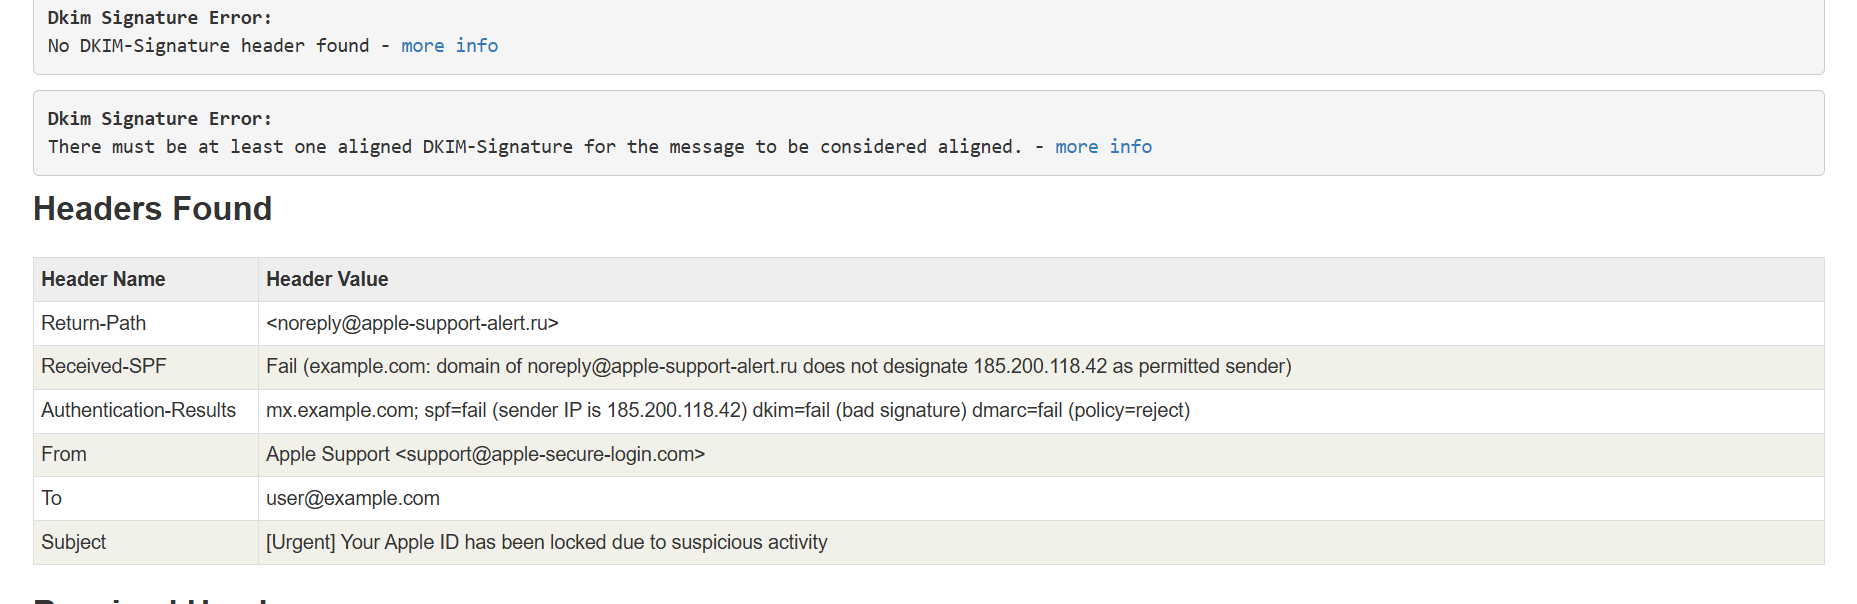 Dkim Signature Error:
No DKIM-Signature header found - more info
Dkim Signature Error:
There must be at least one aligned DKIM-Signature for the message to be considered aligned. - more info
Headers Found
Header Name Header Value
Return-Path <noreply@apple-support-alert.ru>
Received-SPF Fail (example.com: domain of noreply@apple-support-alert.ru does not designate 185.200.118.42 as permitted sender)
Authentication-Results mx.example.com; spf=fail (sender IP is 185.200.118.42) dkim=fail (bad signature) dmarc=fail (policy=reject)
From Apple Support <support@apple-secure-login.com>
To user@example.com
Subject [Urgent] Your Apple ID has been locked due to suspicious activity